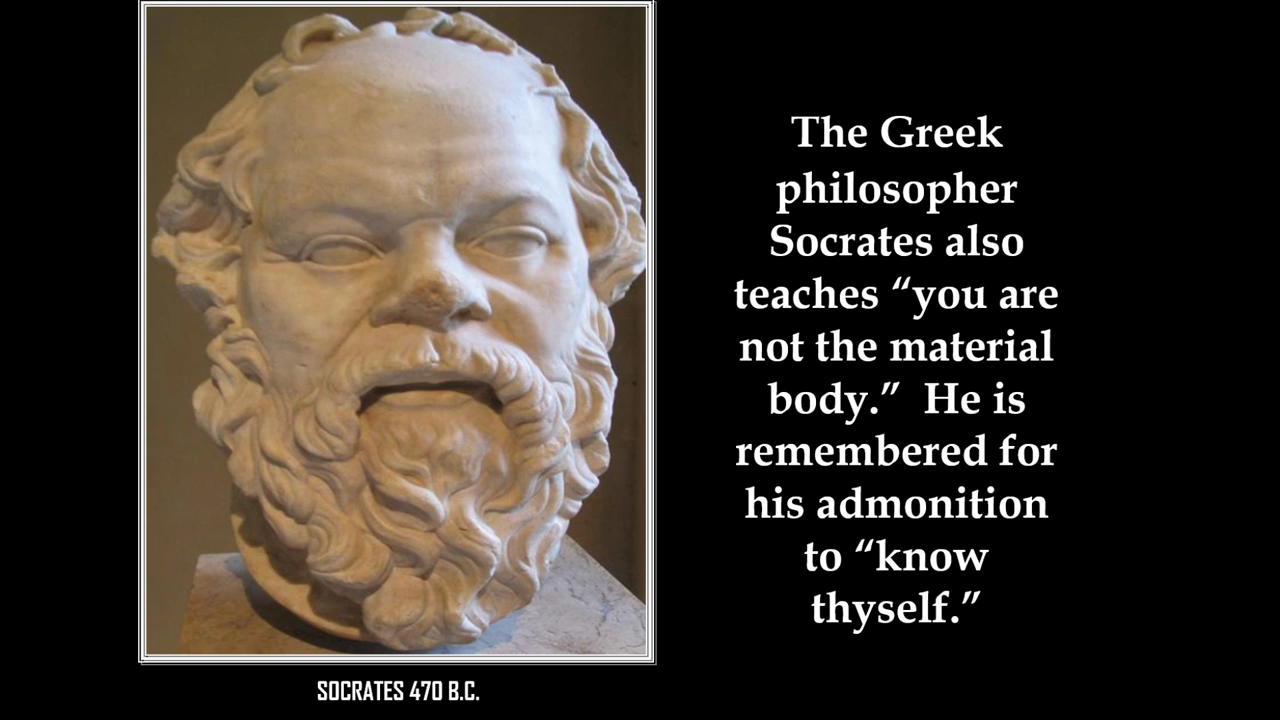 The Greek
philosopher
Socrates also
teaches “you are
not the material
body.”  He is
remembered for
his admonition
to “know
thyself.”
SOCRATES 470 B.C.